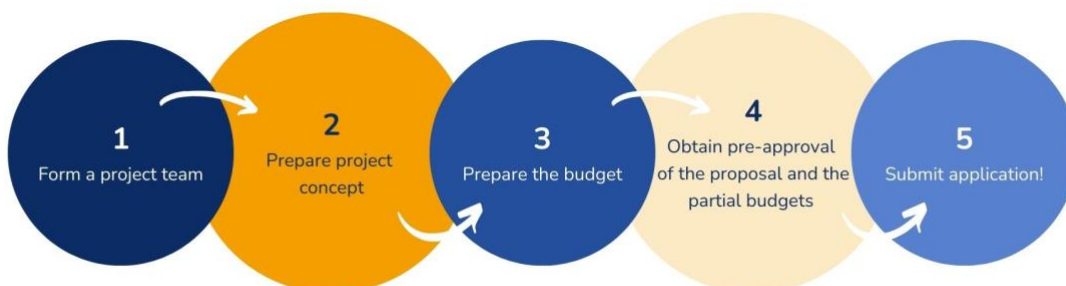 1
Form a project team
2
Prepare project
concept
3
Prepare the budget
4
Obtain pre-approval
of the proposal and the
partial budgets
5
Submit application!